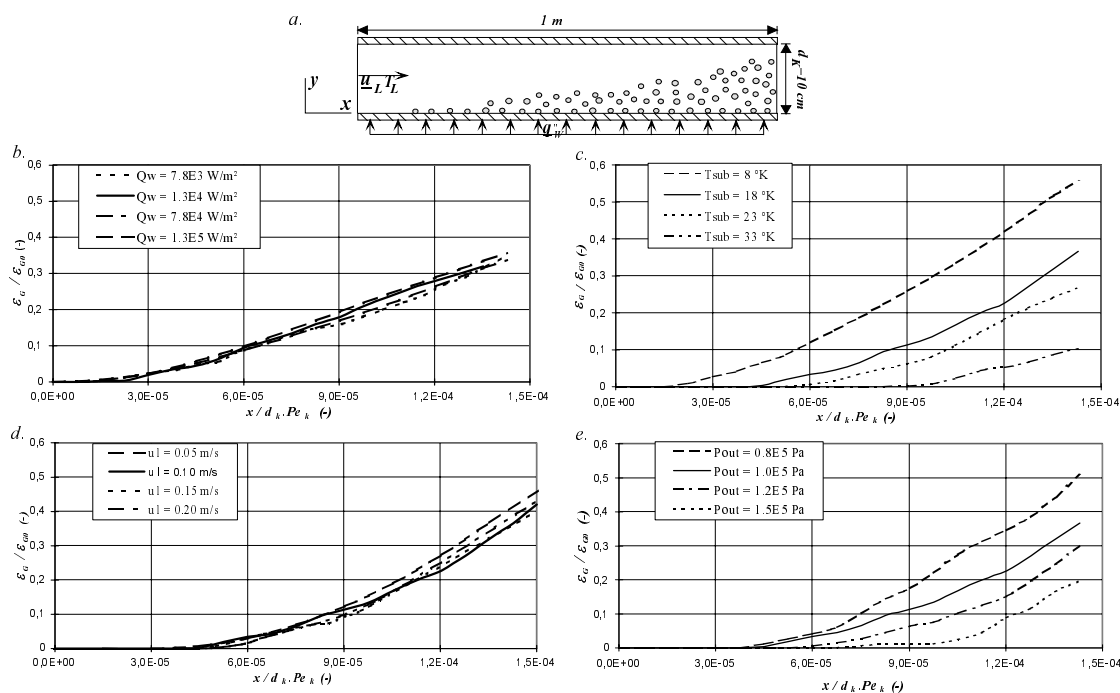 a.
1 m
d_K=10 cm
y
x
u_L T_L
q''_W
b.
Qw = 7.8E3 W/m²
Qw = 1.3E4 W/m²
Qw = 7.8E4 W/m²
Qw = 1.3E5 W/m²
ε_G / ε_G0 (-)
0,6
0,5
0,4
0,3
0,2
0,1
0
0,0E+00 3,0E-05 6,0E-05 9,0E-05 1,2E-04 1,5E-04
x / d_k.Pe_k (-)
c.
Tsub = 8 °K
Tsub = 18 °K
Tsub = 23 °K
Tsub = 33 °K
ε_G / ε_G0 (-)
0,6
0,5
0,4
0,3
0,2
0,1
0
0,0E+00 3,0E-05 6,0E-05 9,0E-05 1,2E-04 1,5E-04
x / d_k.Pe_k (-)
d.
ul = 0.05 m/s
ul = 0.10 m/s
ul = 0.15 m/s
ul = 0.20 m/s
ε_G / ε_G0 (-)
0,6
0,5
0,4
0,3
0,2
0,1
0
0,0E+00 3,0E-05 6,0E-05 9,0E-05 1,2E-04 1,5E-04
x / d_k.Pe_k (-)
e.
Pout = 0.8E5 Pa
Pout = 1.0E5 Pa
Pout = 1.2E5 Pa
Pout = 1.5E5 Pa
ε_G / ε_G0 (-)
0,6
0,5
0,4
0,3
0,2
0,1
0
0,0E+00 3,0E-05 6,0E-05 9,0E-05 1,2E-04 1,5E-04
x / d_k.Pe_k (-)